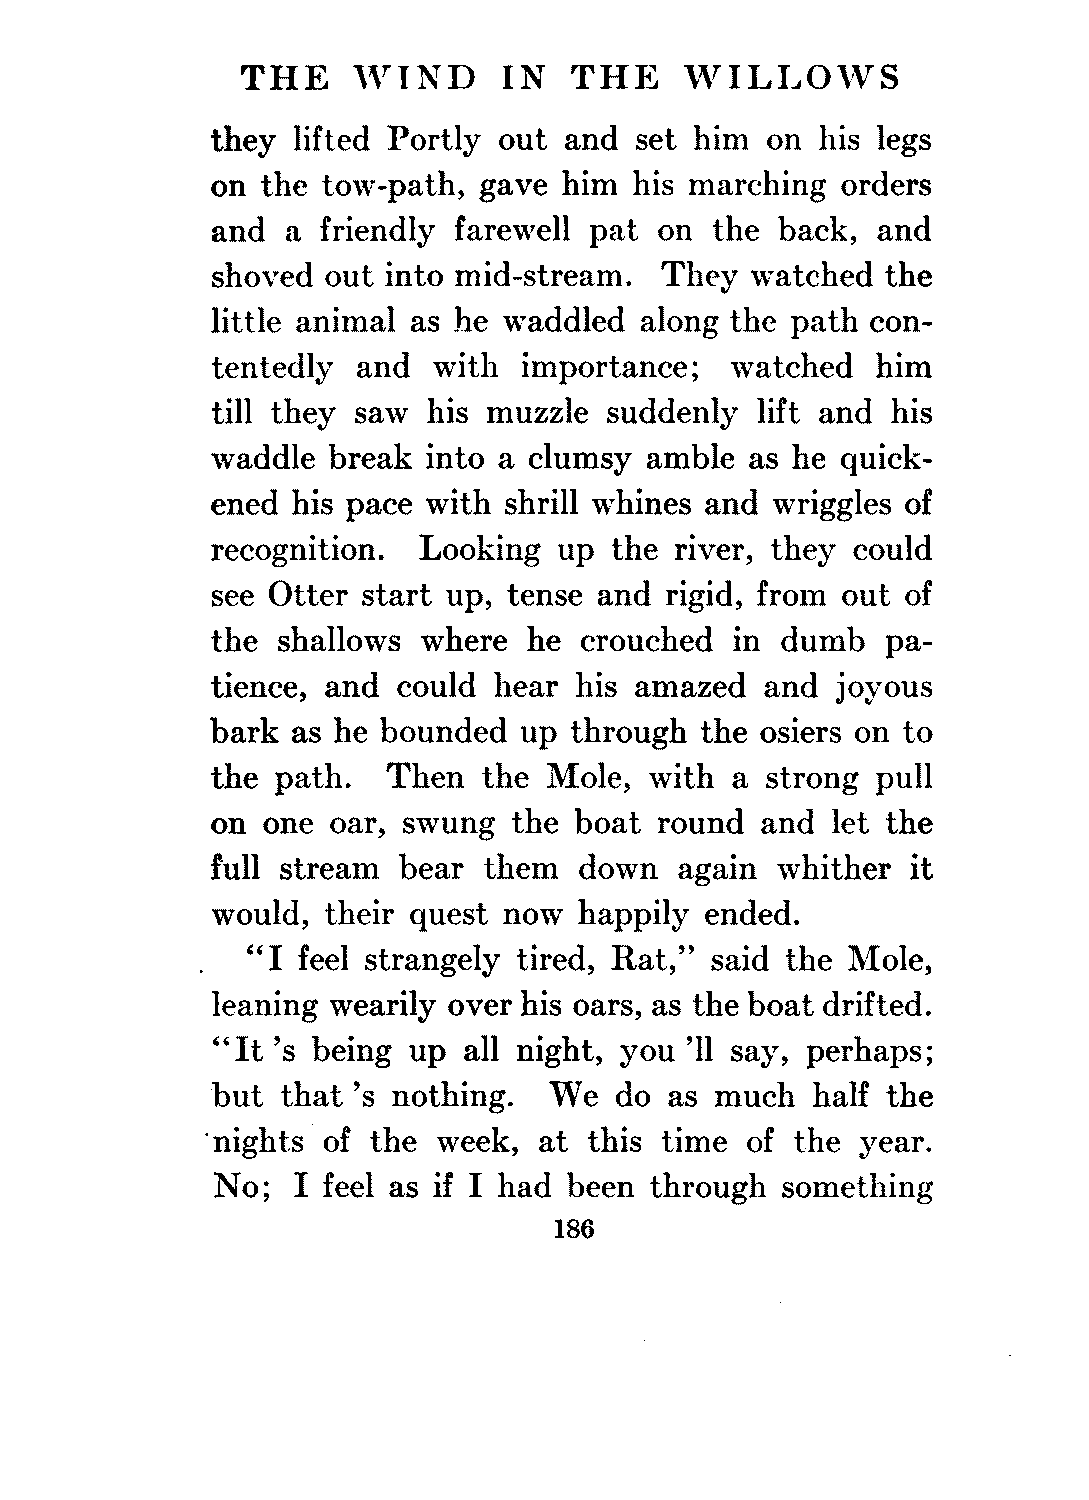 THE WIND IN THE WILLOWS
they lifted Portly out and set him on his legs
on the tow-path, gave him his marching orders
and a friendly farewell pat on the back, and
shoved out into mid-stream. They watched the
little animal as he waddled along the path con-
tentedly and with importance; watched him
till they saw his muzzle suddenly lift and his
waddle break into a clumsy amble as he quick-
ened his pace with shrill whines and wriggles of
recognition. Looking up the river, they could
see Otter start up, tense and rigid, from out of
the shallows where he crouched in dumb pa-
tience, and could hear his amazed and joyous
bark as he bounded up through the osiers on to
the path. Then the Mole, with a strong pull
on one oar, swung the boat round and let the
full stream bear them down again whither it
would, their quest now happily ended.
“I feel strangely tired, Rat,” said the Mole,
leaning wearily over his oars, as the boat drifted.
“It 's being up all night, you 'll say, perhaps;
but that 's nothing. We do as much half the
nights of the week, at this time of the year.
No; I feel as if I had been through something
186